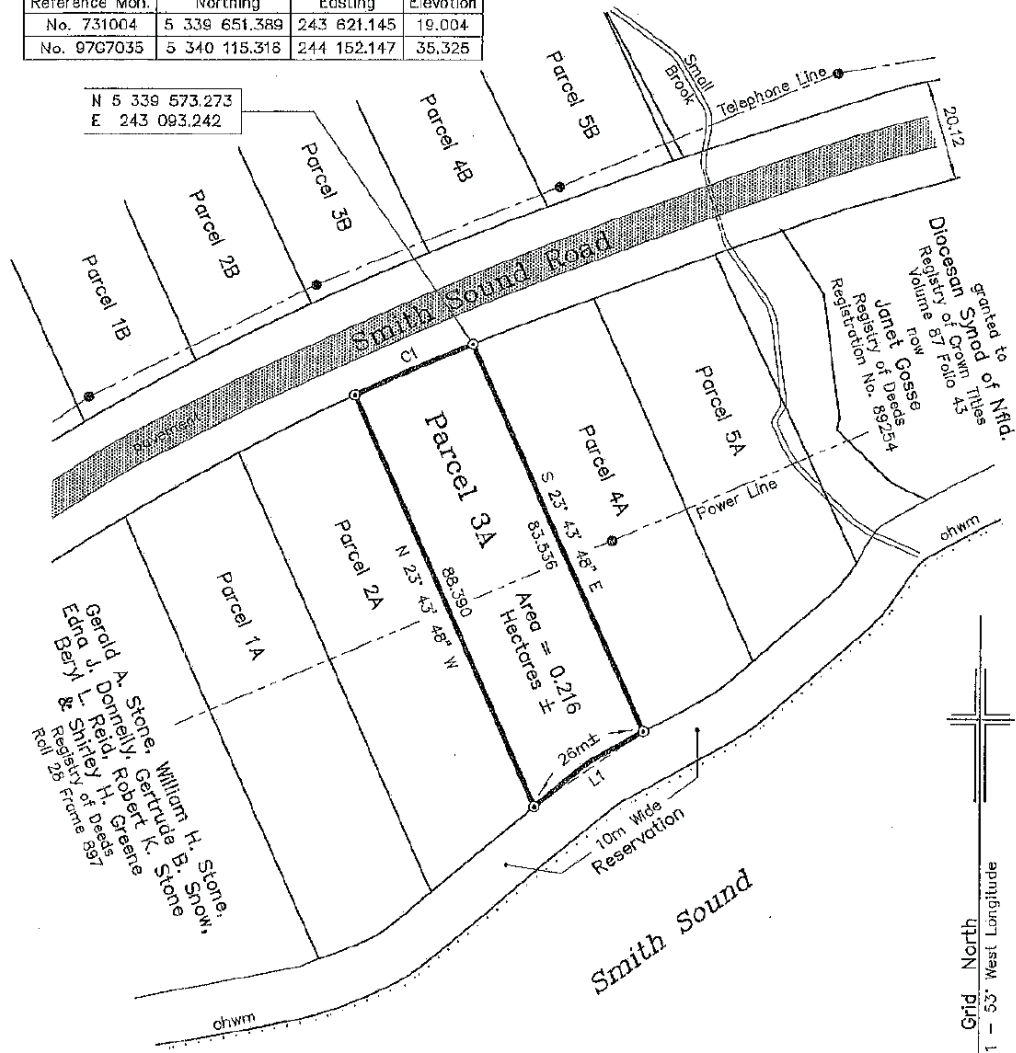 Reference Mon. Northing Easting Elevation
No. 731004 5 339 651.389 243 621.145 19.004
No. 97G7035 5 340 115.316 244 152.147 35.325
N 5 339 573.273
E 243 093.242
Small
Brook
Telephone Line
20.12
Parcel 5B
Parcel 4B
Parcel 3B
Parcel 2B
Parcel 1B
Smith Sound Road
pavement
C1
granted to
Diocesan Synod of Nfld.
Registry of Crown Titles
Volume 87 Folio 43
now
Janet Gosse
Registry of Deeds
Registration No. 89254
Parcel 5A
Parcel 4A
Parcel 3A
Parcel 2A
Parcel 1A
Power Line
ohwm
S 23° 43' 48" E
83.536
88.390
N 23° 43' 48" W
Area = 0.216
Hectares ±
26m±
L1
10m Wide
Reservation
Gerald A. Stone, William H. Stone,
Edna J. Donnelly, Gertrude B. Snow,
Beryl L. Reid, Robert K. Stone
& Shirley H. Greene
Registry of Deeds
Roll 28 Frame 897
Smith Sound
ohwm
Grid North
1 - 53° West Longitude